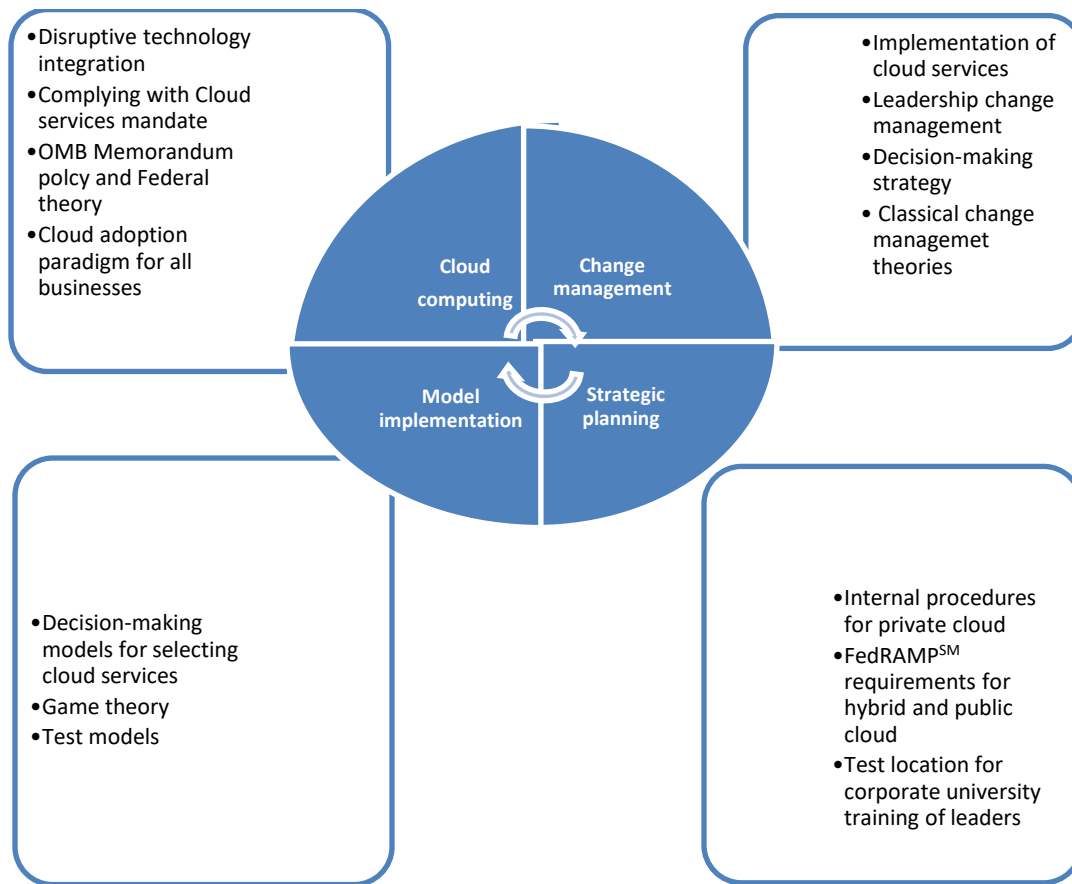 •Disruptive technology
integration
•Complying with Cloud
services mandate
•OMB Memorandum
polcy and Federal
theory
•Cloud adoption
paradigm for all
businesses
•Implementation of
cloud services
•Leadership change
management
•Decision-making
strategy
• Classical change
managemet
theories
Cloud
computing
Change
management
Model
implementation
Strategic
planning
•Decision-making
models for selecting
cloud services
•Game theory
•Test models
•Internal procedures
for private cloud
•FedRAMP℠
requirements for
hybrid and public
cloud
•Test location for
corporate university
training of leaders